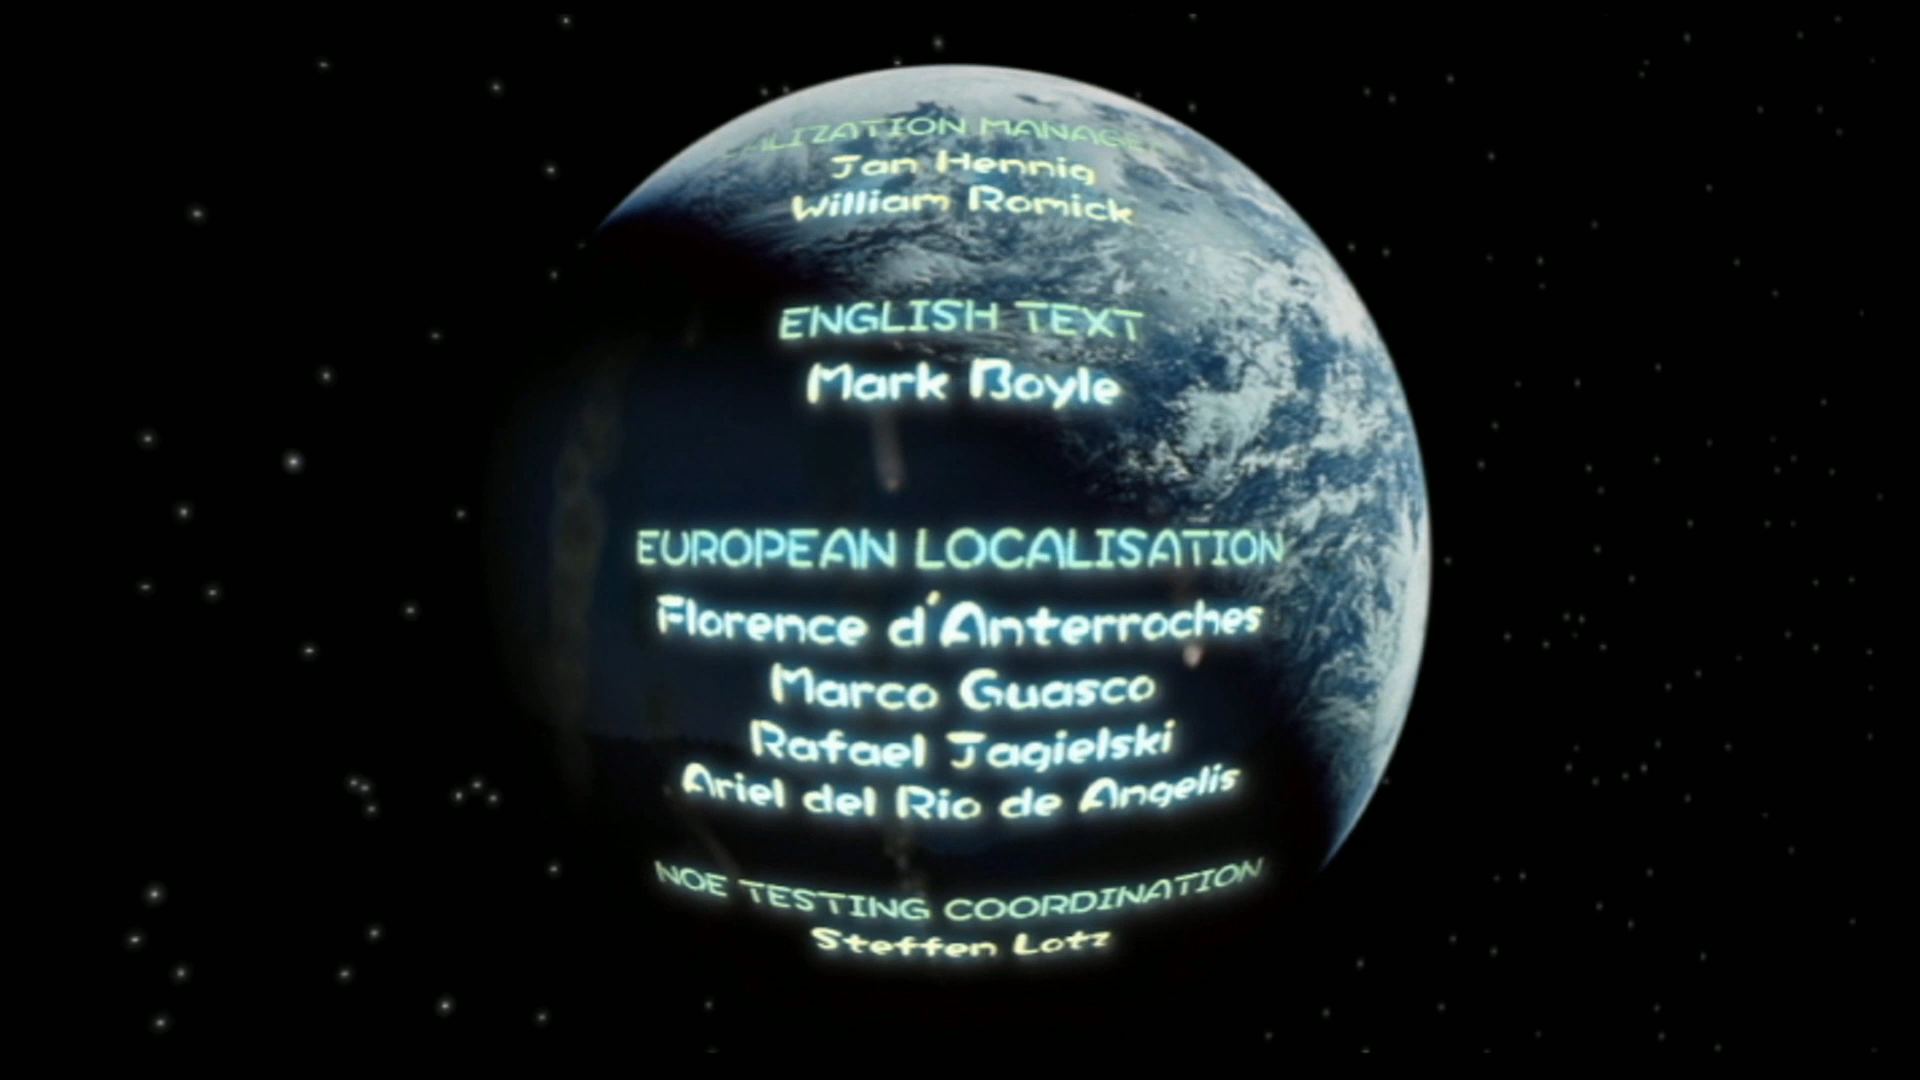 MANAGE
Jan Hennig
William Romick
ENGLISH TEXT
Mark Boyle
EUROPEAN LOCALISATION
Florence d'Anterroches
Marco Guasco
Rafael Jagielski
Ariel del Rio de Angelis
NOE TESTING COORDINATION
Steffen Lotz